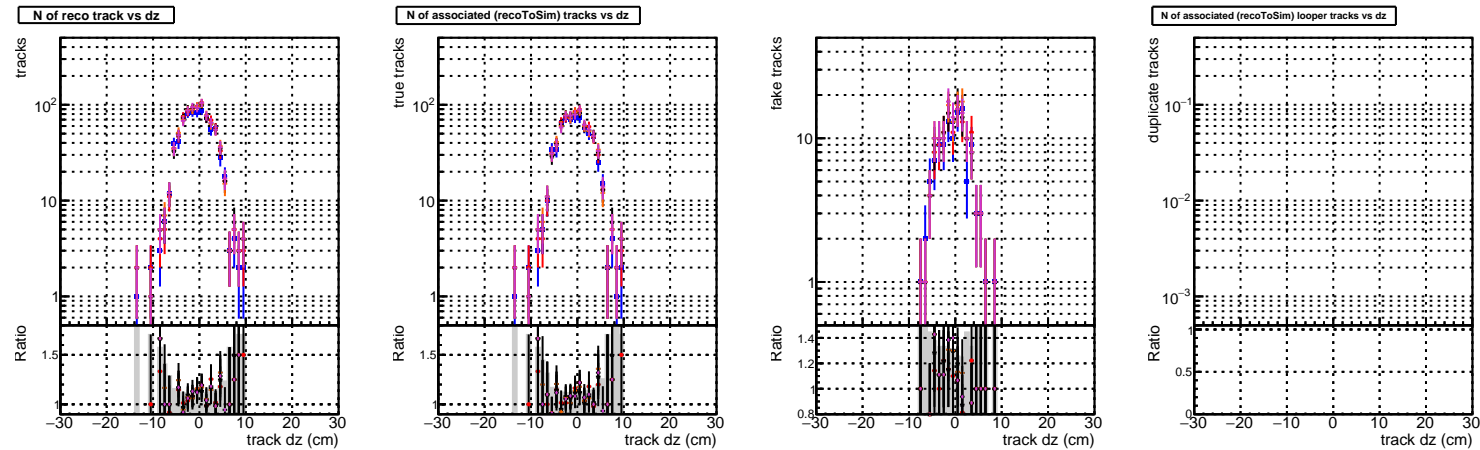 N of reco track vs dz
tracks
10²
10
1
Ratio
1.5
1
−30 −20 −10 0 10 20 30
track dz (cm)
N of associated (recoToSim) tracks vs dz
true tracks
10²
10
1
Ratio
1.5
1
−30 −20 −10 0 10 20 30
track dz (cm)
fake tracks
10
1
Ratio
1.4
1.2
1
0.8
−30 −20 −10 0 10 20 30
track dz (cm)
N of associated (recoToSim) looper tracks vs dz
duplicate tracks
10⁻¹
10⁻²
10⁻³
Ratio
1
0.5
0
−30 −20 −10 0 10 20 30
track dz (cm)